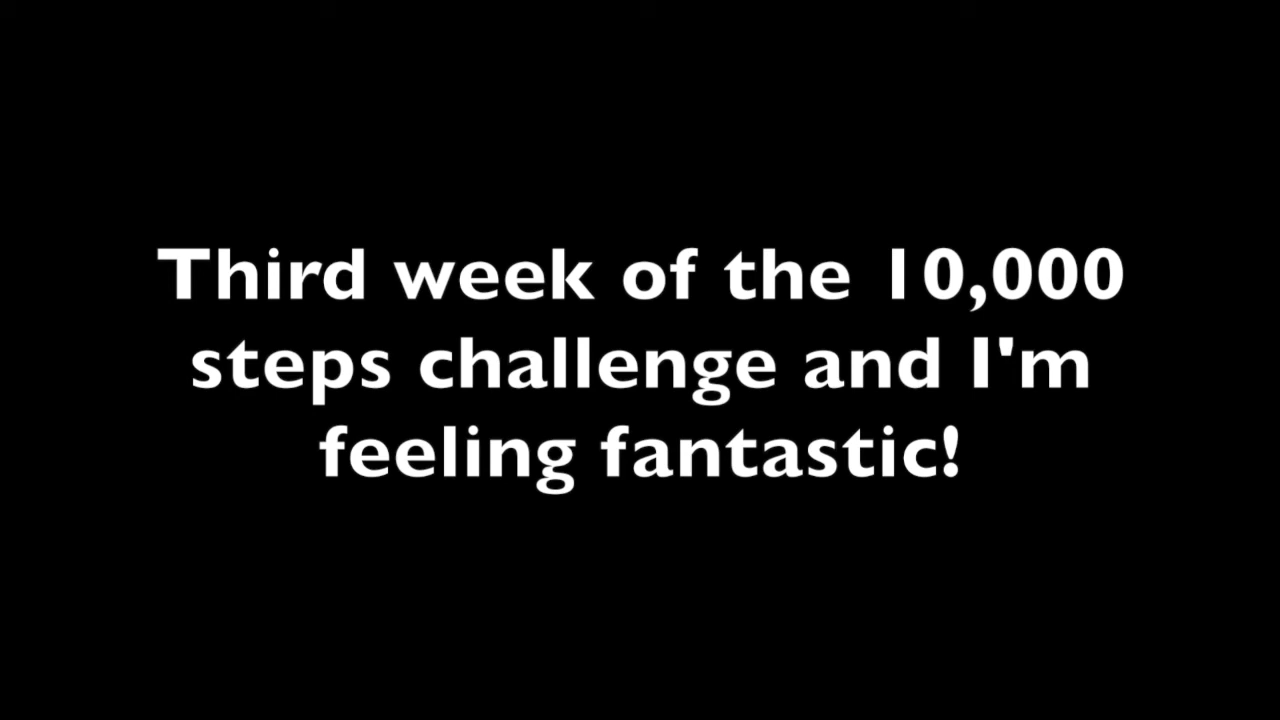 Third week of the 10,000
steps challenge and I'm
feeling fantastic!